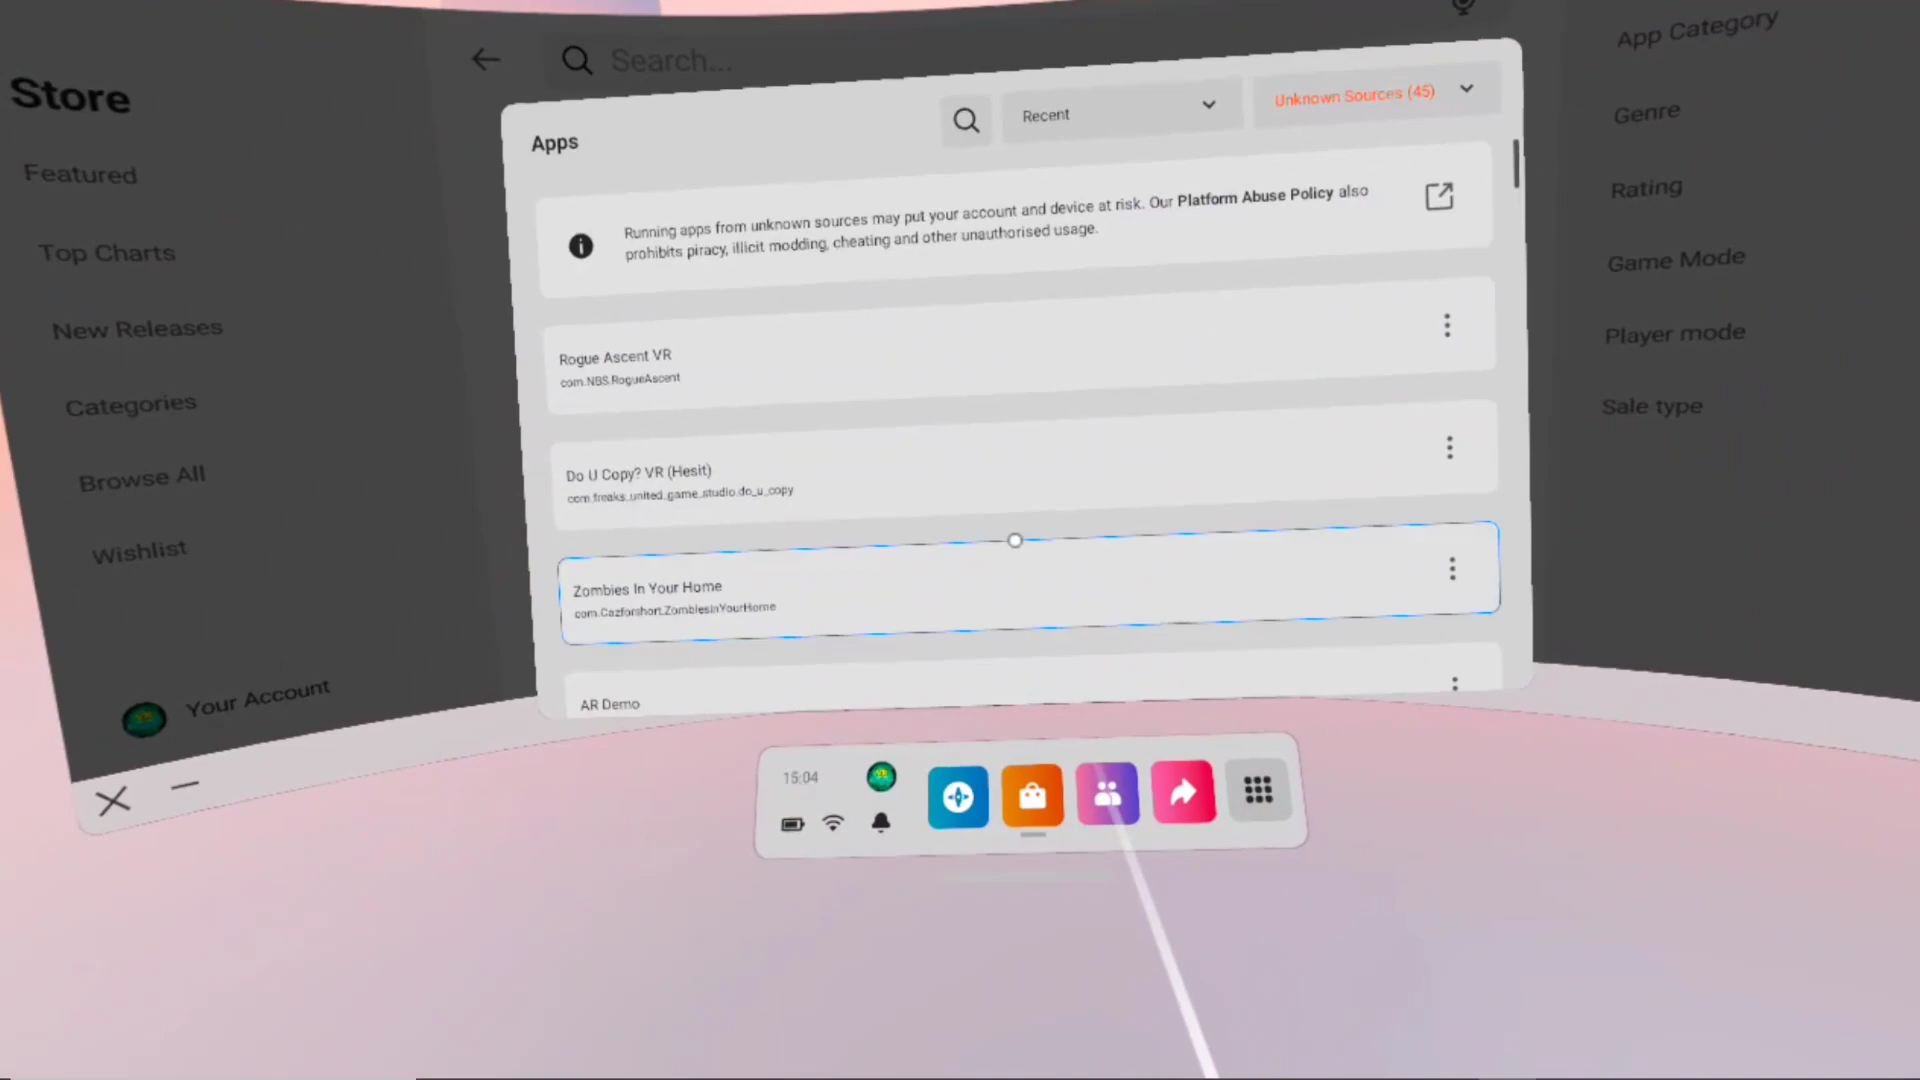 Store
Featured
Top Charts
New Releases
Categories
Browse All
Wishlist
Your Account
Search...
Apps
Recent
Unknown Sources (45)
Running apps from unknown sources may put your account and device at risk. Our Platform Abuse Policy also
prohibits piracy, illicit modding, cheating and other unauthorised usage.
Rogue Ascent VR
com.NBS.RogueAscent
Do U Copy? VR (Hesit)
com.freaks_united_game_studio.do_u_copy
Zombies In Your Home
com.Cazforshort.ZombiesInYourHome
AR Demo
App Category
Genre
Rating
Game Mode
Player mode
Sale type
15:04